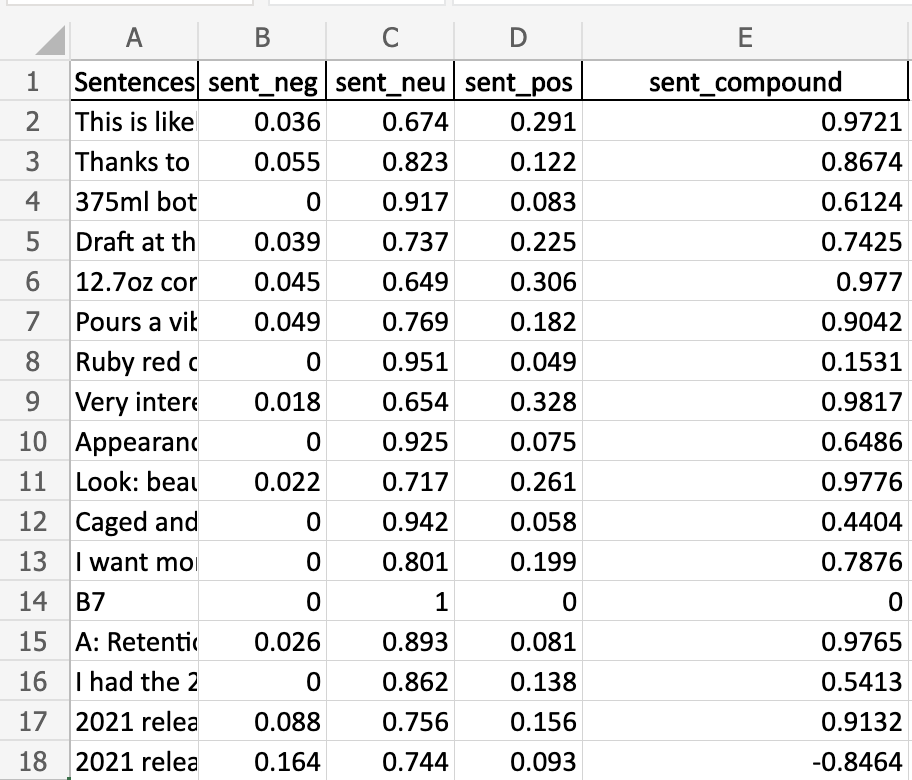 A B C D E
1 Sentences sent_neg sent_neu sent_pos sent_compound
2 This is like 0.036 0.674 0.291 0.9721
3 Thanks to 0.055 0.823 0.122 0.8674
4 375ml bot 0 0.917 0.083 0.6124
5 Draft at th 0.039 0.737 0.225 0.7425
6 12.7oz cor 0.045 0.649 0.306 0.977
7 Pours a vib 0.049 0.769 0.182 0.9042
8 Ruby red c 0 0.951 0.049 0.1531
9 Very intere 0.018 0.654 0.328 0.9817
10 Appearanc 0 0.925 0.075 0.6486
11 Look: beau 0.022 0.717 0.261 0.9776
12 Caged and 0 0.942 0.058 0.4404
13 I want mor 0 0.801 0.199 0.7876
14 B7 0 1 0 0
15 A: Retentic 0.026 0.893 0.081 0.9765
16 I had the 2 0 0.862 0.138 0.5413
17 2021 relea 0.088 0.756 0.156 0.9132
18 2021 relea 0.164 0.744 0.093 -0.8464